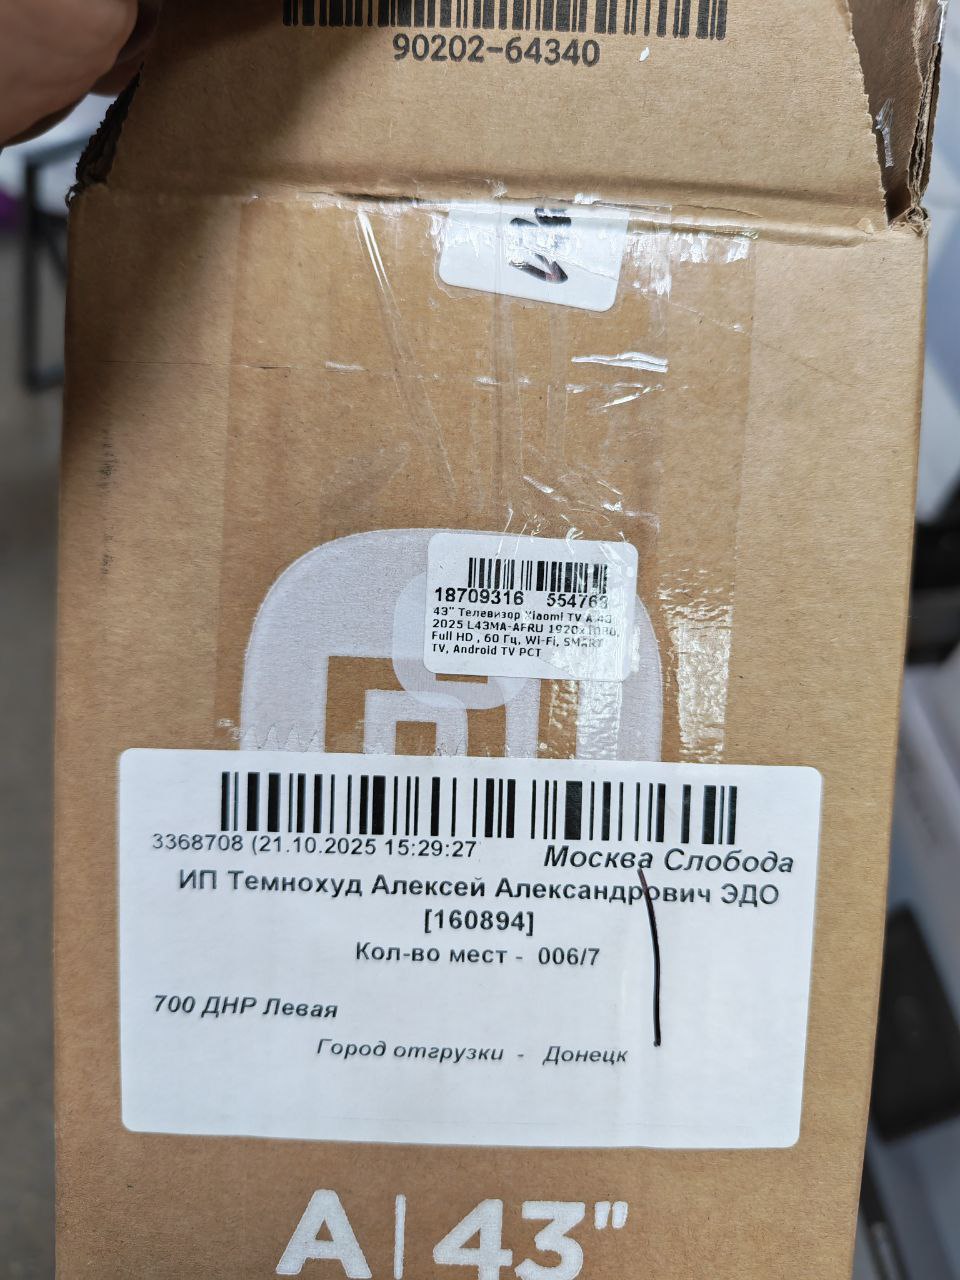 90202-64340
18709316 554763
43" Телевизор Xiaomi TV A 43
2025 L43MA-AFRU 1920x1080,
Full HD , 60 Гц, Wi-Fi, SMART
TV, Android TV РСТ
3368708 (21.10.2025 15:29:27
Москва Слобода
ИП Темнохуд Алексей Александрович ЭДО
[160894]
Кол-во мест - 006/7
700 ДНР Левая
Город отгрузки - Донецк
A|43"